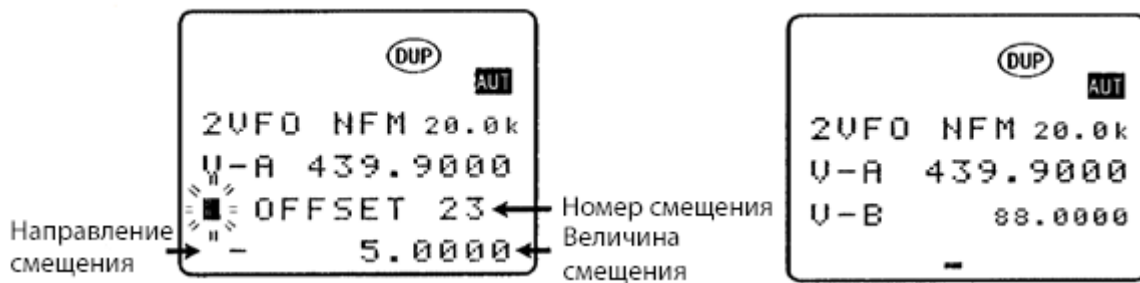 DUP
AUT
2VFO NFM 20.0k
V-A 439.9000
OFFSET 23
- 5.0000
Направление
смещения
Номер смещения
Величина
смещения
DUP
AUT
2VFO NFM 20.0k
V-A 439.9000
V-B 88.0000
-